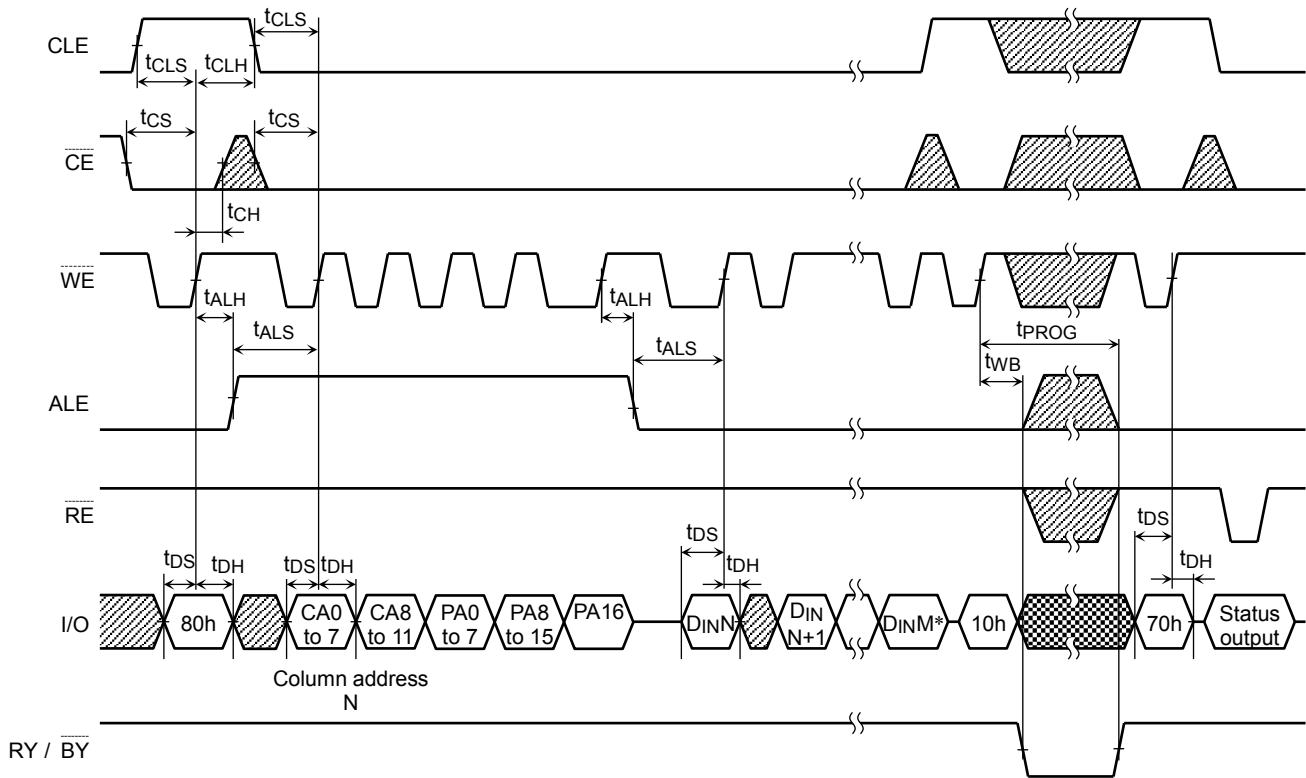 tCLS
CLE
tCLS tCLH
tCS tCS
CE
tCH
WE
tALH tALH
tALS tALS tPROG
tWB
ALE
RE
tDS tDH tDS tDH tDS tDH tDS tDH
I/O
80h
CA0 to 7
CA8 to 11
PA0 to 7
PA8 to 15
PA16
DINN
DIN N+1
DINM*
10h
70h
Status output
Column address
N
RY / BY